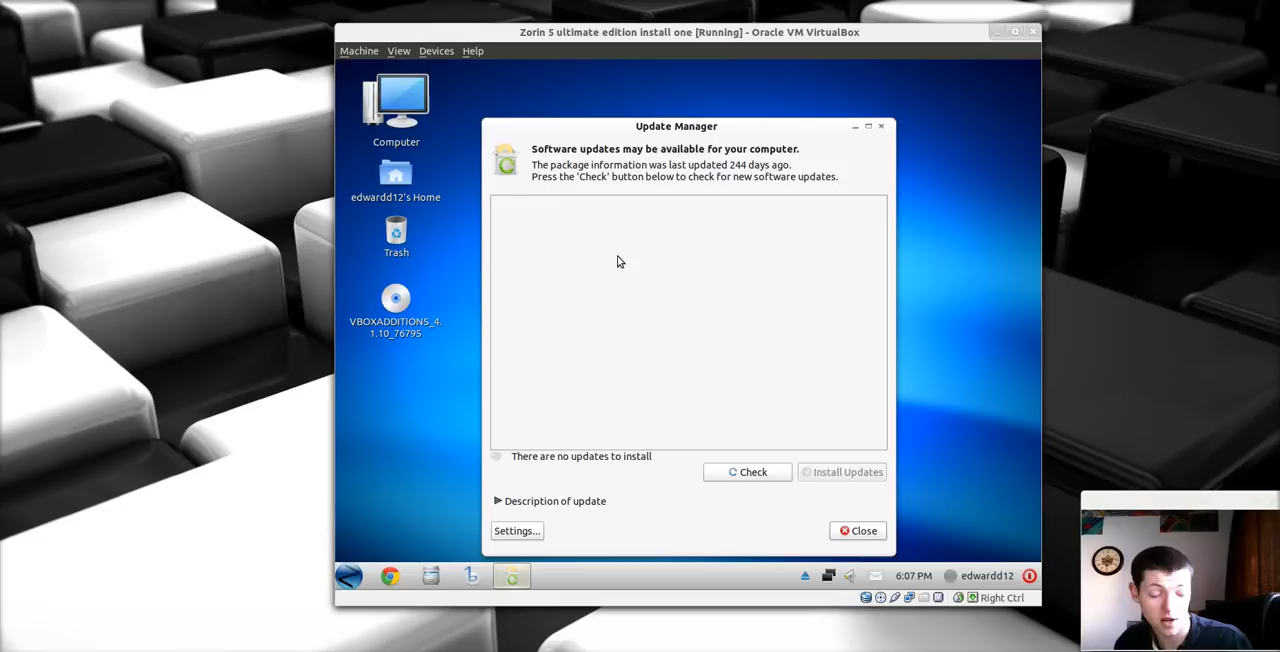 Zorin 5 ultimate edition install one [Running] - Oracle VM VirtualBox
Machine View Devices Help
Computer
edwardd12's Home
Trash
VBOXADDITIONS_4.
1.10_76795
Update Manager
Software updates may be available for your computer.
The package information was last updated 244 days ago.
Press the 'Check' button below to check for new software updates.
There are no updates to install
Check
Install Updates
Description of update
Settings...
Close
6:07 PM
edwardd12
Right Ctrl